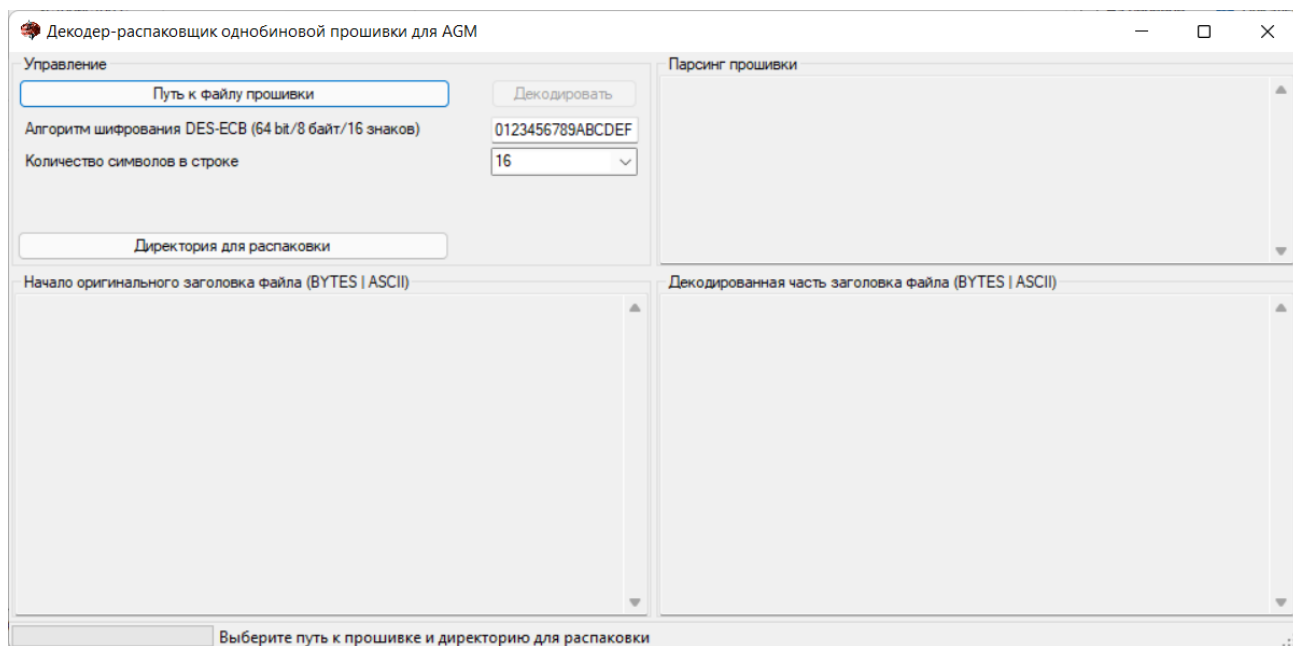 Декодер-распаковщик однобиновой прошивки для AGM
Управление
Путь к файлу прошивки
Декодировать
Алгоритм шифрования DES-ECB (64 bit/8 байт/16 знаков)
0123456789ABCDEF
Количество символов в строке
16
Директория для распаковки
Парсинг прошивки
Начало оригинального заголовка файла (BYTES | ASCII)
Декодированная часть заголовка файла (BYTES | ASCII)
Выберите путь к прошивке и директорию для распаковки